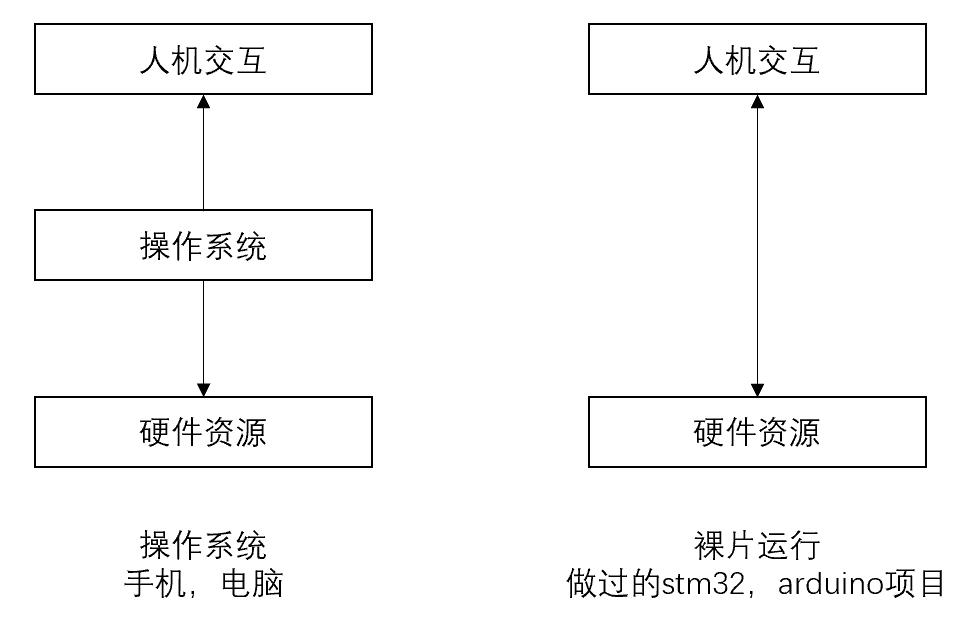 人机交互
操作系统
硬件资源
操作系统
手机，电脑
人机交互
硬件资源
裸片运行
做过的stm32，arduino项目